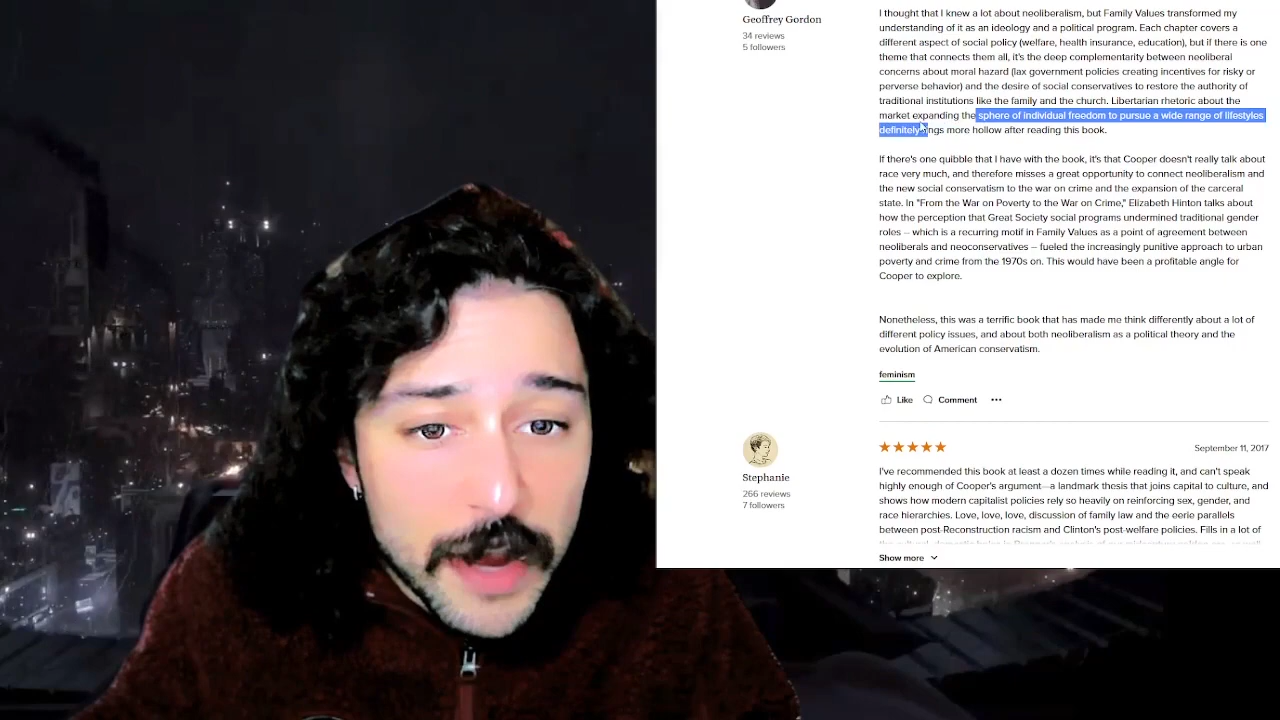 Geoffrey Gordon
34 reviews
5 followers
I thought that I knew a lot about neoliberalism, but Family Values transformed my
understanding of it as an ideology and a political program. Each chapter covers a
different aspect of social policy (welfare, health insurance, education), but if there is one
theme that connects them all, it's the deep complementarity between neoliberal
concerns about moral hazard (lax government policies creating incentives for risky or
perverse behavior) and the desire of social conservatives to restore the authority of
traditional institutions like the family and the church. Libertarian rhetoric about the
market expanding the sphere of individual freedom to pursue a wide range of lifestyles
definitely rings more hollow after reading this book.
If there's one quibble that I have with the book, it's that Cooper doesn't really talk about
race very much, and therefore misses a great opportunity to connect neoliberalism and
the new social conservatism to the war on crime and the expansion of the carceral
state. In "From the War on Poverty to the War on Crime," Elizabeth Hinton talks about
how the perception that Great Society social programs undermined traditional gender
roles – which is a recurring motif in Family Values as a point of agreement between
neoliberals and neoconservatives – fueled the increasingly punitive approach to urban
poverty and crime from the 1970s on. This would have been a profitable angle for
Cooper to explore.
Nonetheless, this was a terrific book that has made me think differently about a lot of
different policy issues, and about both neoliberalism as a political theory and the
evolution of American conservatism.
feminism
Like Comment
Stephanie
266 reviews
7 followers
September 11, 2017
I've recommended this book at least a dozen times while reading it, and can't speak
highly enough of Cooper's argument—a landmark thesis that joins capital to culture, and
shows how modern capitalist policies rely so heavily on reinforcing sex, gender, and
race hierarchies. Love, love, love, discussion of family law and the eerie parallels
between post-Reconstruction racism and Clinton's post-welfare policies. Fills in a lot of
Show more